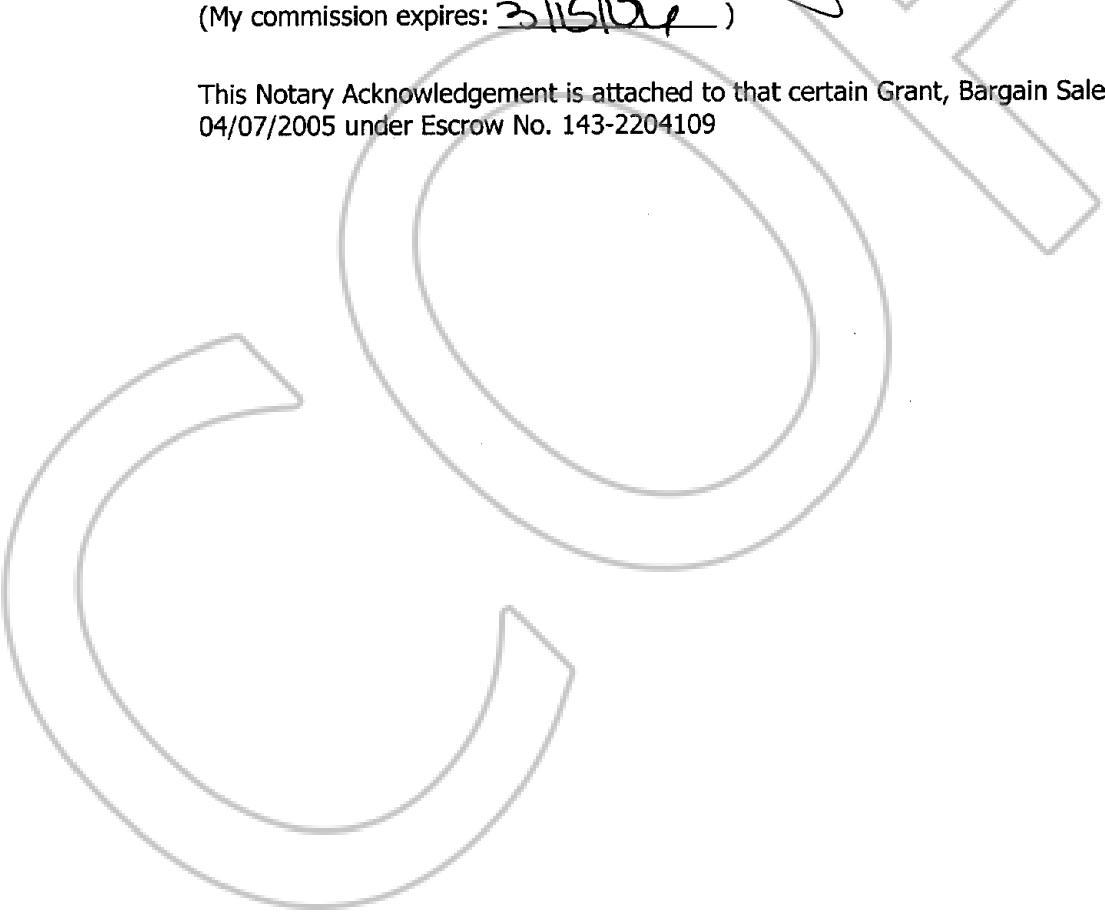 (My commission expires: 3/15/06 )
This Notary Acknowledgement is attached to that certain Grant, Bargain Sale
04/07/2005 under Escrow No. 143-2204109